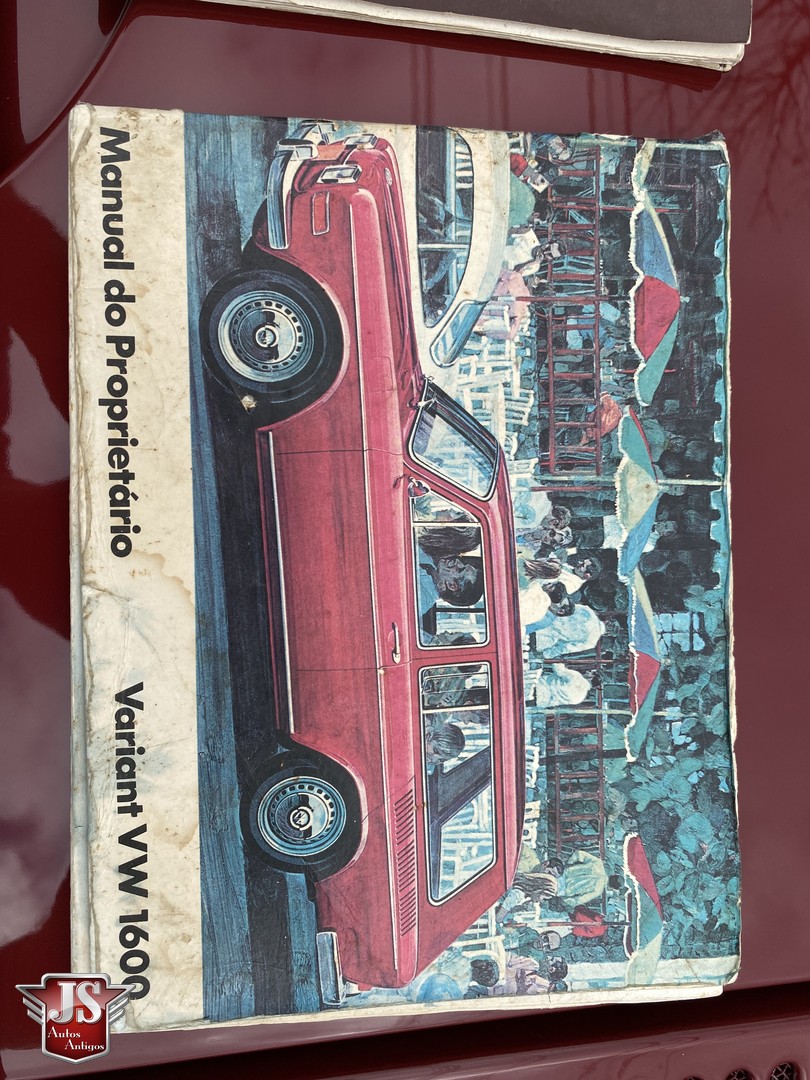 Manual do Proprietário Variant VW 1600
JS
Autos
Antigos